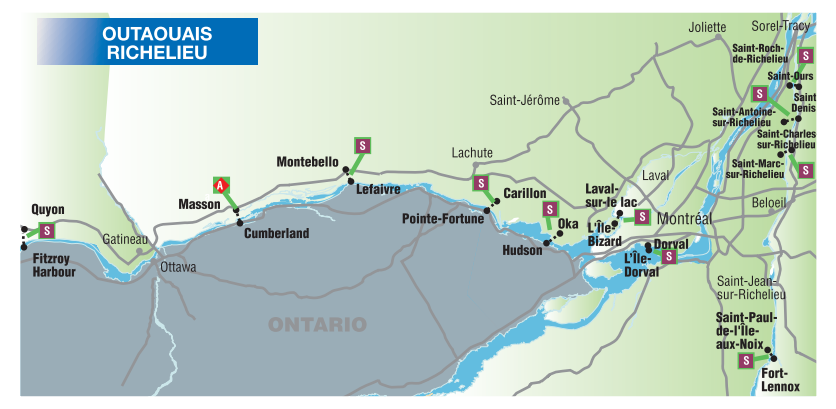 OUTAOUAIS
RICHELIEU
Joliette
Sorel-Tracy
Saint-Roch-
de-Richelieu
S
Saint-Ours
S
Saint
Denis
Saint-Antoine-
sur-Richelieu
Saint-Charles
sur-Richelieu
Saint-Marc-
sur-Richelieu
S
Saint-Jérôme
Lachute
Montebello
S
Lefaivre
A
Masson
Cumberland
S
Carillon
Pointe-Fortune
S
Oka
Hudson
Laval-
sur-le lac
Laval
S
L'Île-
Bizard
Montréal
Beloeil
Dorval
L'Île-
Dorval
S
Quyon
S
Fitzroy
Harbour
Gatineau
Ottawa
ONTARIO
Saint-Jean-
sur-Richelieu
Saint-Paul-
de-l'Île-
aux-Noix
S
Fort-
Lennox